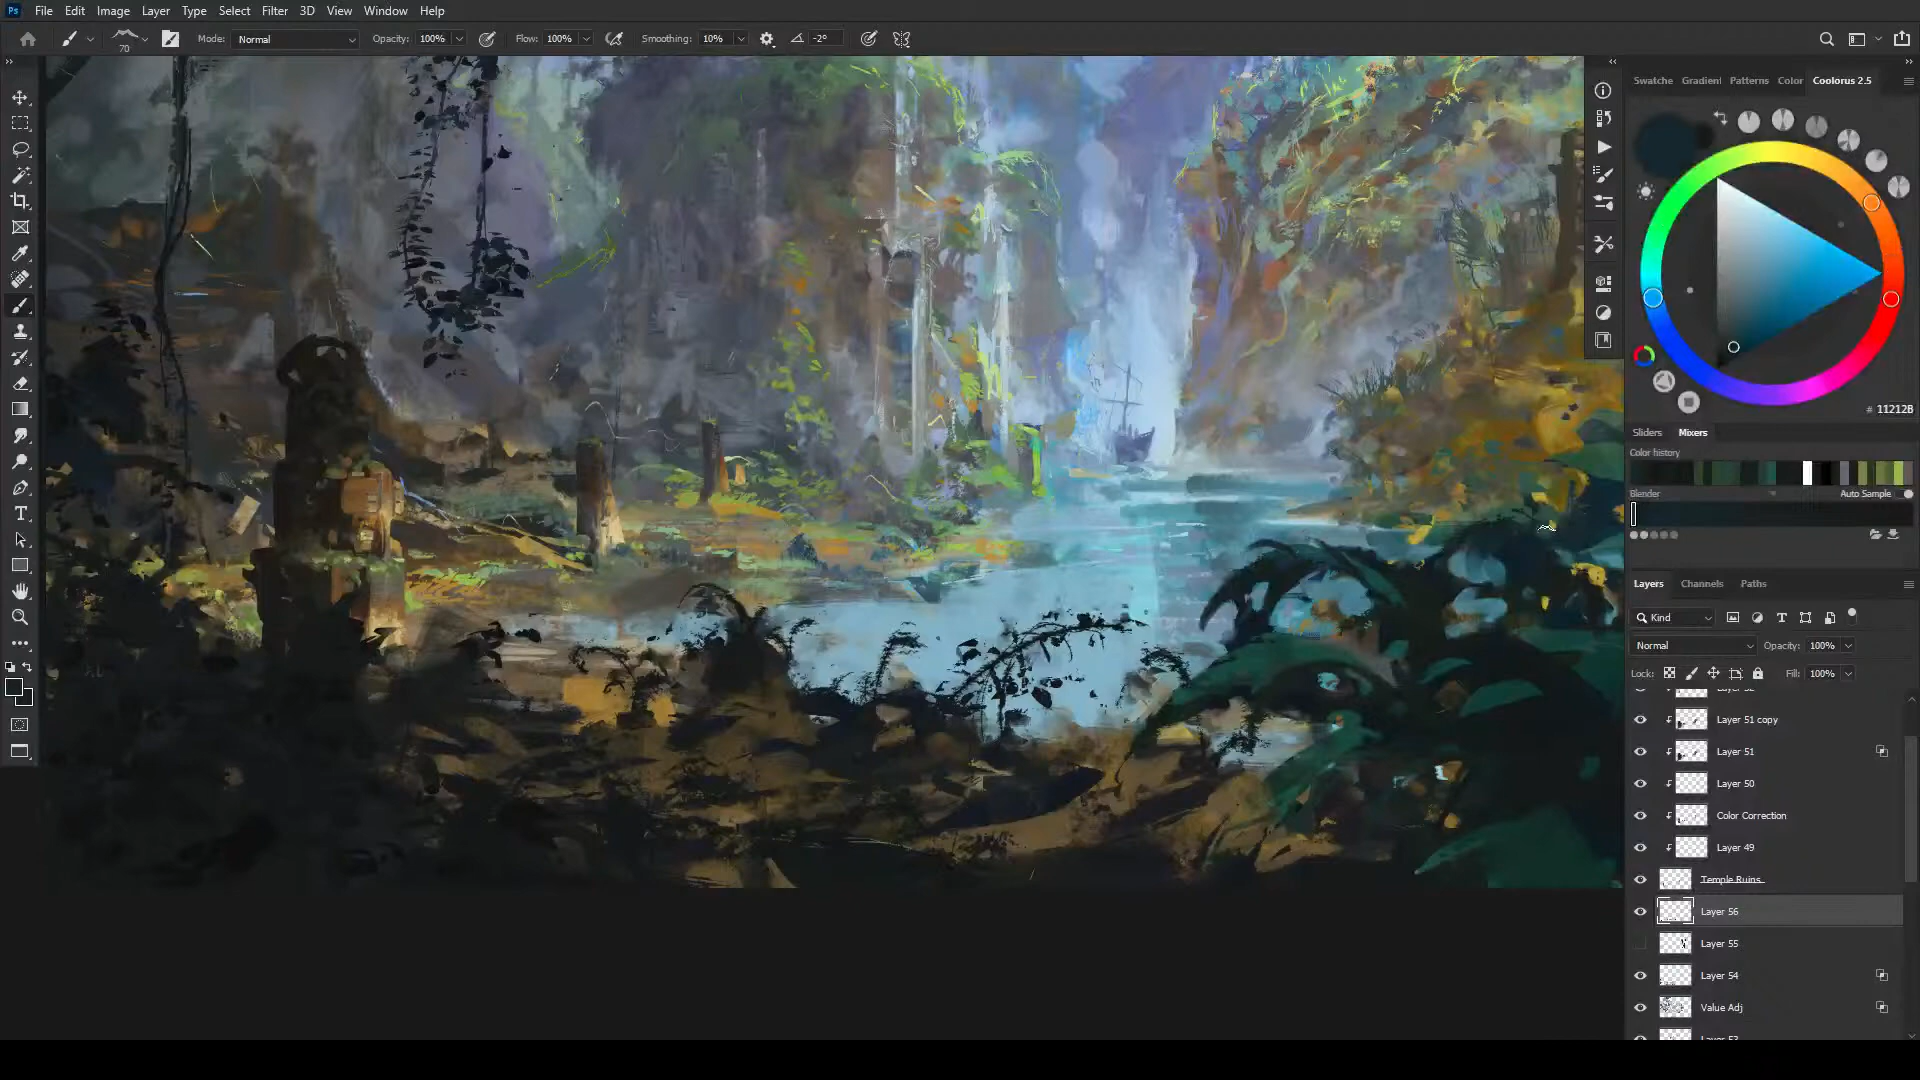 Ps File Edit Image Layer Type Select Filter 3D View Window Help
70 Mode: Normal Opacity: 100% Flow: 100% Smoothing: 10% -2°
Swatche Gradient Patterns Color Coolorus 2.5
# 11212B
Sliders Mixers
Color history
Blender Auto Sample
Layers Channels Paths
Kind
Normal Opacity: 100%
Lock: Fill: 100%
Layer 51 copy
Layer 51
Layer 50
Color Correction
Layer 49
Temple Ruins
Layer 56
Layer 55
Layer 54
Value Adj